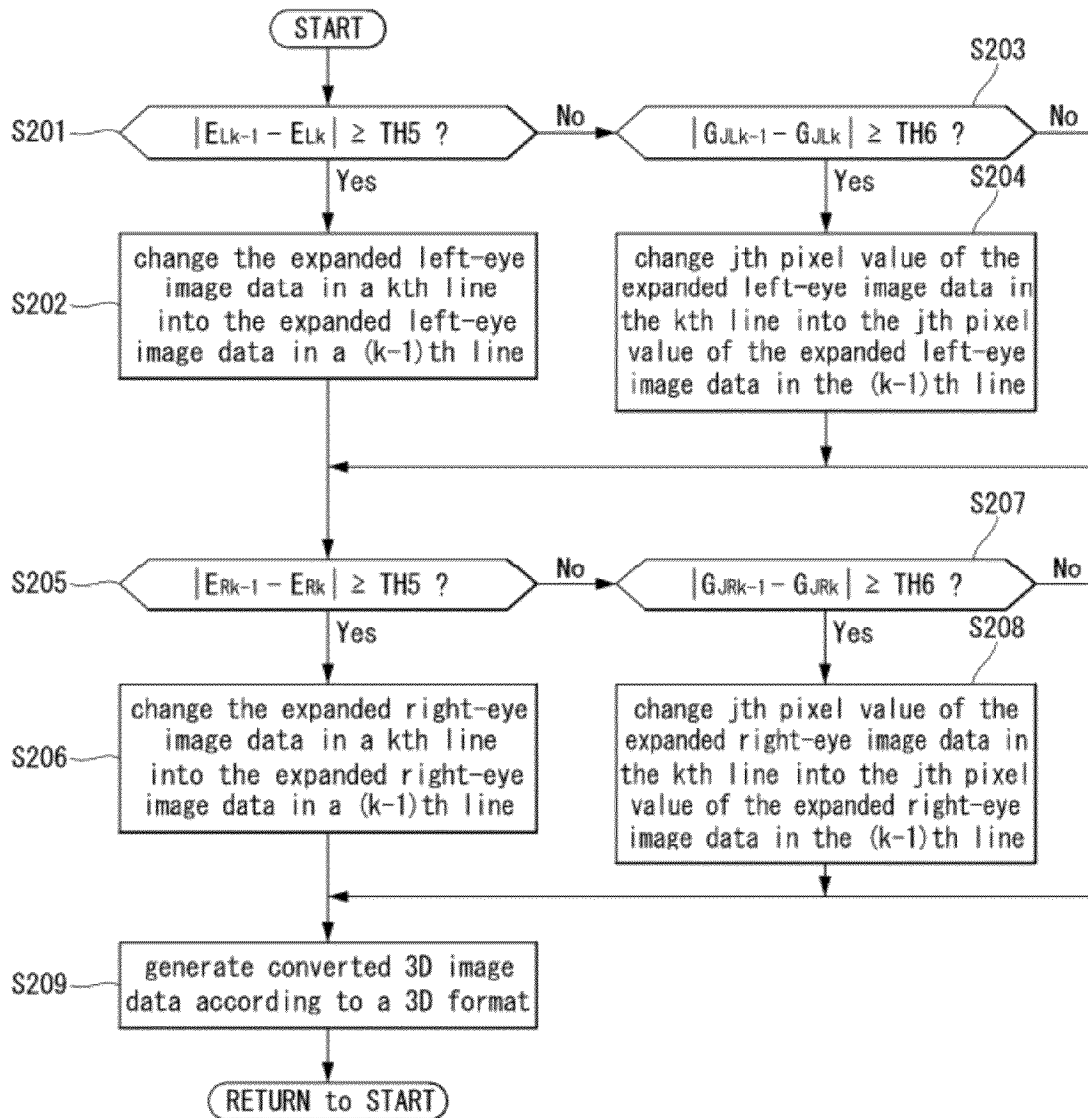 START
S201
|ELk-1 - ELk| ≥ TH5 ?
No
S203
|GJLk-1 - GJLk| ≥ TH6 ?
No
Yes
Yes
S204
S202
change the expanded left-eye
image data in a kth line
into the expanded left-eye
image data in a (k-1)th line
change jth pixel value of the
expanded left-eye image data in
the kth line into the jth pixel
value of the expanded left-eye
image data in the (k-1)th line
S205
|ERk-1 - ERk| ≥ TH5 ?
No
S207
|GJRk-1 - GJRk| ≥ TH6 ?
No
Yes
Yes
S208
S206
change the expanded right-eye
image data in a kth line
into the expanded right-eye
image data in a (k-1)th line
change jth pixel value of the
expanded right-eye image data in
the kth line into the jth pixel
value of the expanded right-eye
image data in the (k-1)th line
S209
generate converted 3D image
data according to a 3D format
RETURN to START